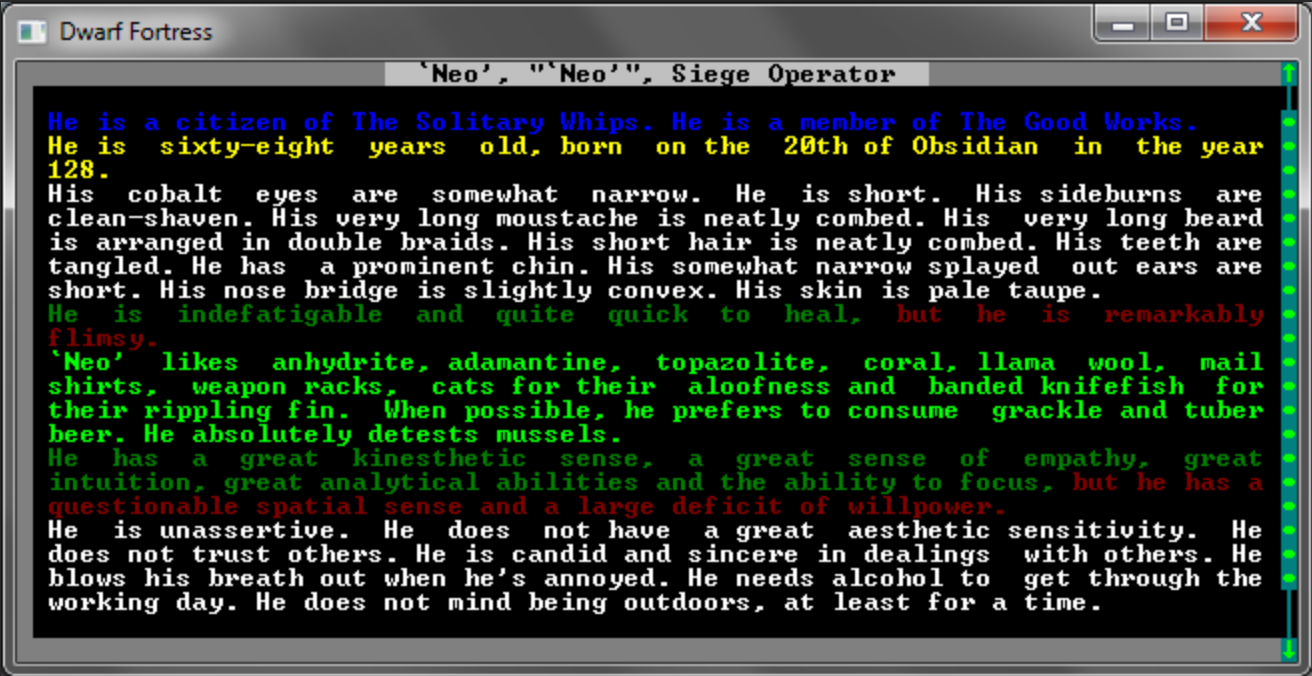 Dwarf Fortress
`Neo', "`Neo'", Siege Operator
He is a citizen of The Solitary Whips. He is a member of The Good Works.
He is sixty-eight years old, born on the 20th of Obsidian in the year
128.
His cobalt eyes are somewhat narrow. He is short. His sideburns are
clean-shaven. His very long moustache is neatly combed. His very long beard
is arranged in double braids. His short hair is neatly combed. His teeth are
tangled. He has a prominent chin. His somewhat narrow splayed out ears are
short. His nose bridge is slightly convex. His skin is pale taupe.
He is indefatigable and quite quick to heal, but he is remarkably
flimsy.
`Neo' likes anhydrite, adamantine, topazolite, coral, llama wool, mail
shirts, weapon racks, cats for their aloofness and banded knifefish for
their rippling fin. When possible, he prefers to consume grackle and tuber
beer. He absolutely detests mussels.
He has a great kinesthetic sense, a great sense of empathy, great
intuition, great analytical abilities and the ability to focus, but he has a
questionable spatial sense and a large deficit of willpower.
He is unassertive. He does not have a great aesthetic sensitivity. He
does not trust others. He is candid and sincere in dealings with others. He
blows his breath out when he's annoyed. He needs alcohol to get through the
working day. He does not mind being outdoors, at least for a time.